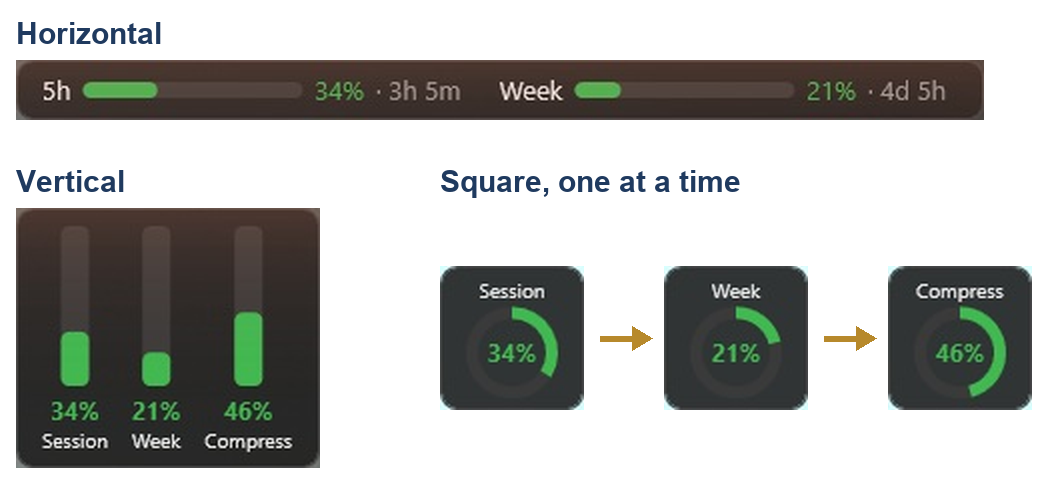 Horizontal
5h 34% · 3h 5m Week 21% · 4d 5h
Vertical
34% 21% 46%
Session Week Compress
Square, one at a time
Session Week Compress
34% 21% 46%